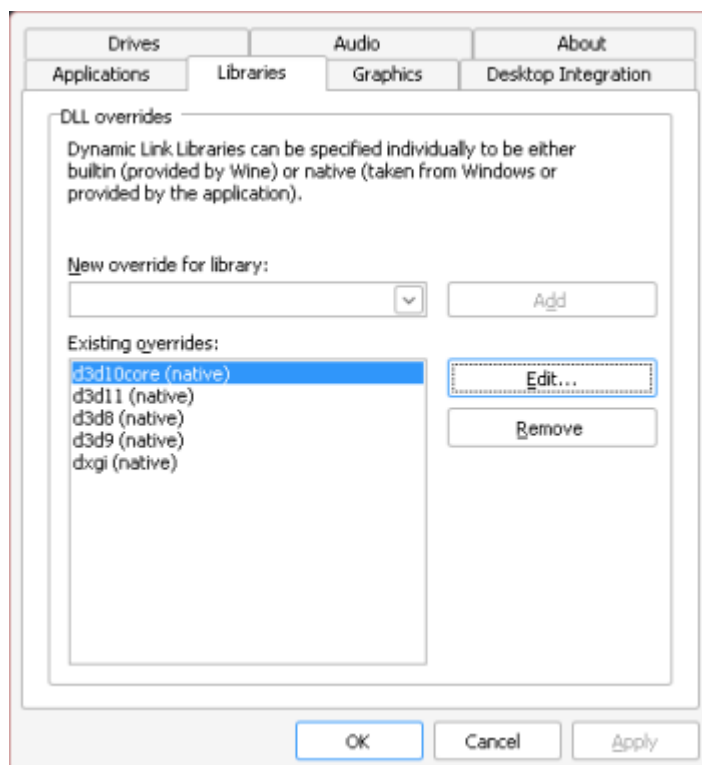 Drives Audio About
Applications Libraries Graphics Desktop Integration
DLL overrides
Dynamic Link Libraries can be specified individually to be either
builtin (provided by Wine) or native (taken from Windows or
provided by the application).
New override for library:
Add
Existing overrides:
d3d10core (native)
d3d11 (native)
d3d8 (native)
d3d9 (native)
dxgi (native)
Edit...
Remove
OK Cancel Apply